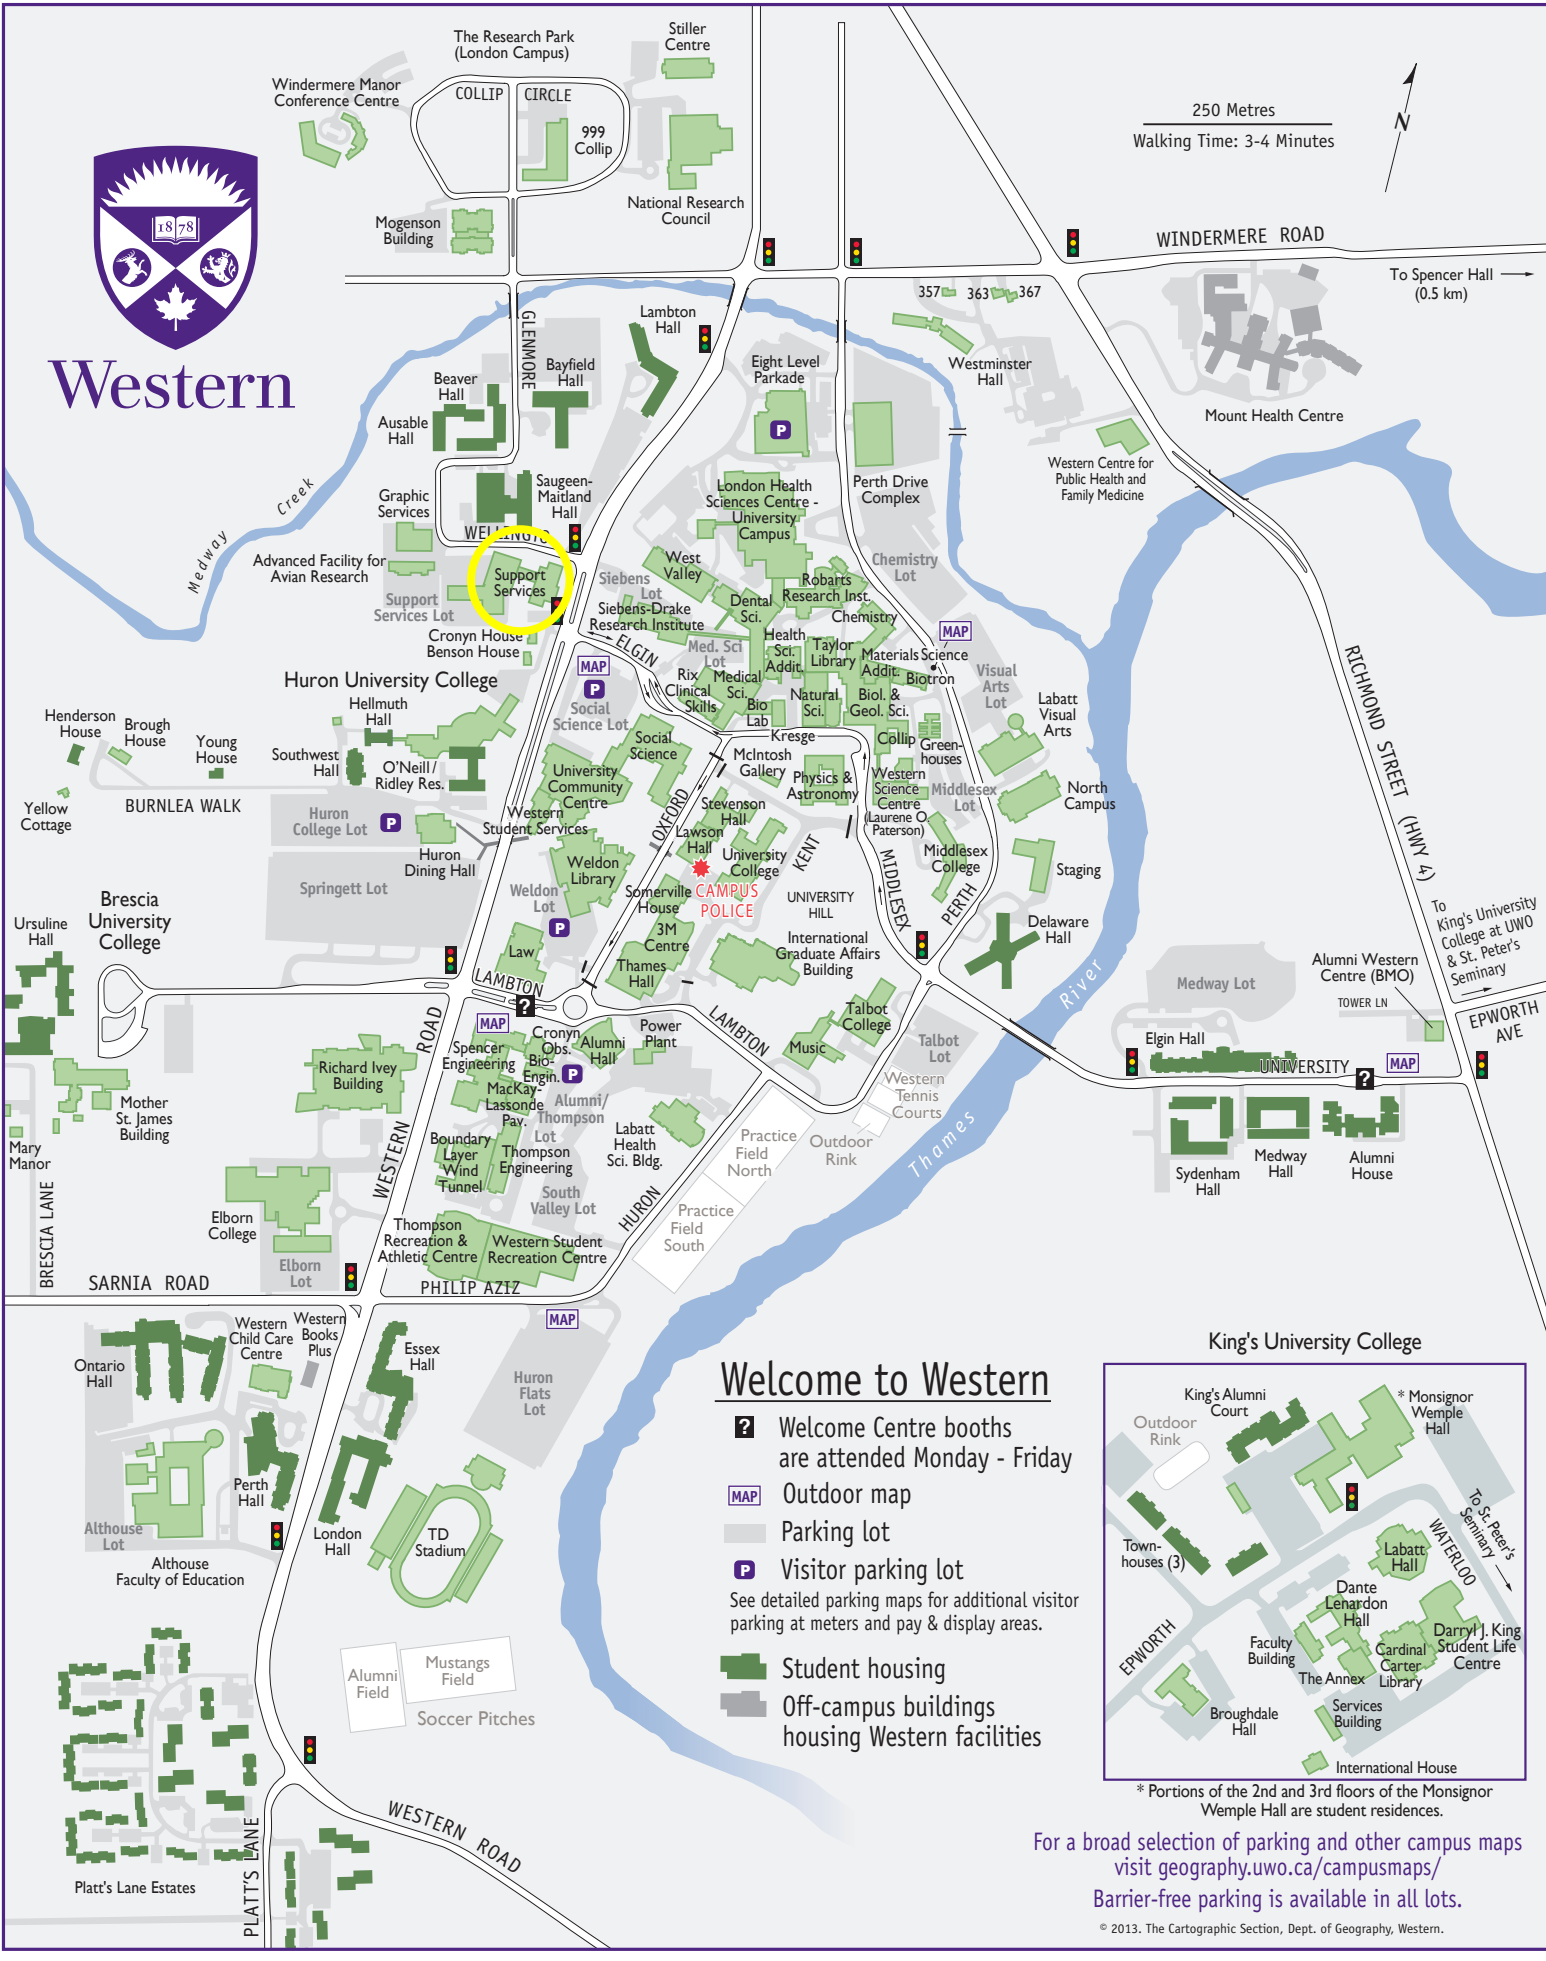 The Research Park
(London Campus)
Stiller
Centre
Windermere Manor
Conference Centre
COLLIP
CIRCLE
999
Collip
250 Metres
Walking Time: 3-4 Minutes
N
18 78
Western
National Research
Council
Mogenson
Building
WINDERMERE ROAD
To Spencer Hall
(0.5 km)
357
363
367
GLENMORE
Lambton
Hall
Bayfield
Hall
Beaver
Hall
Ausable
Hall
Eight Level
Parkade
P
Westminster
Hall
Mount Health Centre
Western Centre for
Public Health and
Family Medicine
Medway
Creek
Graphic
Services
Saugeen-
Maitland
Hall
London Health
Sciences Centre -
University
Campus
Perth Drive
Complex
WELLINGTO
Advanced Facility for
Avian Research
Support
Services
Support
Services Lot
Siebens
Lot
West
Valley
Chemistry
Lot
Siebens-Drake
Research Institute
Dental
Sci.
Robarts
Research Inst.
Chemistry
Cronyn House
Benson House
ELGIN
MAP
P
Med. Sci
Lot
Health
Sci.
Addit.
Taylor
Library
Materials Science
Addit.
Biotron
MAP
Visual
Arts
Lot
Huron University College
Hellmuth
Hall
Social
Science Lot
Rix
Clinical
Skills
Medical
Sci.
Bio
Lab
Natural
Sci.
Biol. &
Geol. Sci.
Labatt
Visual
Arts
Henderson
House
Brough
House
Young
House
Southwest
Hall
O'Neill/
Ridley Res.
Social
Science
Kresge
Collip
Green-
houses
McIntosh
Gallery
Physics &
Astronomy
Western
Science
Centre
(Laurene O.
Paterson)
Middlesex
Lot
North
Campus
Yellow
Cottage
BURNLEA WALK
Huron
College Lot
P
University
Community
Centre
Western
Student Services
OXFORD
Stevenson
Hall
Lawson
Hall
University
College
KENT
MIDDLESEX
Middlesex
College
PERTH
Staging
Huron
Dining Hall
Springett Lot
Weldon
Library
Weldon
Lot
P
CAMPUS
POLICE
Somerville
House
3M
Centre
UNIVERSITY
HILL
Delaware
Hall
RICHMOND STREET (HWY 4)
To
King's University
College at UWO
& St. Peter's
Seminary
Brescia
University
College
Ursuline
Hall
Law
LAMBTON
?
Thames
Hall
International
Graduate Affairs
Building
River
Medway Lot
Alumni Western
Centre (BMO)
TOWER LN
EPWORTH
AVE
MAP
Spencer
Engineering
Cronyn
Obs.
Bio-
Engin.
Alumni
Hall
P
Power
Plant
LAMBTON
Music
Talbot
College
Talbot
Lot
Elgin Hall
UNIVERSITY
?
MAP
Richard Ivey
Building
WESTERN
ROAD
MacKay-
Lassonde
Pav.
Alumni/
Thompson
Lot
Western
Tennis
Courts
Mother
St. James
Building
Mary
Manor
Boundary
Layer
Wind
Tunnel
Thompson
Engineering
Labatt
Health
Sci. Bldg.
Practice
Field
North
Outdoor
Rink
Thames
Sydenham
Hall
Medway
Hall
Alumni
House
BRESCIA LANE
Elborn
College
Elborn
Lot
South
Valley Lot
HURON
Practice
Field
South
Thompson
Recreation &
Athletic Centre
Western Student
Recreation Centre
SARNIA ROAD
PHILIP AZIZ
MAP
Ontario
Hall
Western
Child Care
Centre
Western
Books
Plus
Essex
Hall
Huron
Flats
Lot
Perth
Hall
London
Hall
TD
Stadium
Althouse
Lot
Althouse
Faculty of Education
Alumni
Field
Mustangs
Field
Soccer Pitches
Platt's Lane Estates
PLATT'S LANE
WESTERN ROAD
Welcome to Western
? Welcome Centre booths
are attended Monday - Friday
MAP Outdoor map
Parking lot
P Visitor parking lot
See detailed parking maps for additional visitor
parking at meters and pay & display areas.
Student housing
Off-campus buildings
housing Western facilities
King's University College
King's Alumni
Court
* Monsignor
Wemple
Hall
Outdoor
Rink
Town-
houses (3)
To St. Peter's
Seminary
WATERLOO
Labatt
Hall
Dante
Lenardon
Hall
EPWORTH
Faculty
Building
The Annex
Cardinal
Carter
Library
Darryl J. King
Student Life
Centre
Broughdale
Hall
Services
Building
International House
* Portions of the 2nd and 3rd floors of the Monsignor
Wemple Hall are student residences.
For a broad selection of parking and other campus maps
visit geography.uwo.ca/campusmaps/
Barrier-free parking is available in all lots.
© 2013. The Cartographic Section, Dept. of Geography, Western.